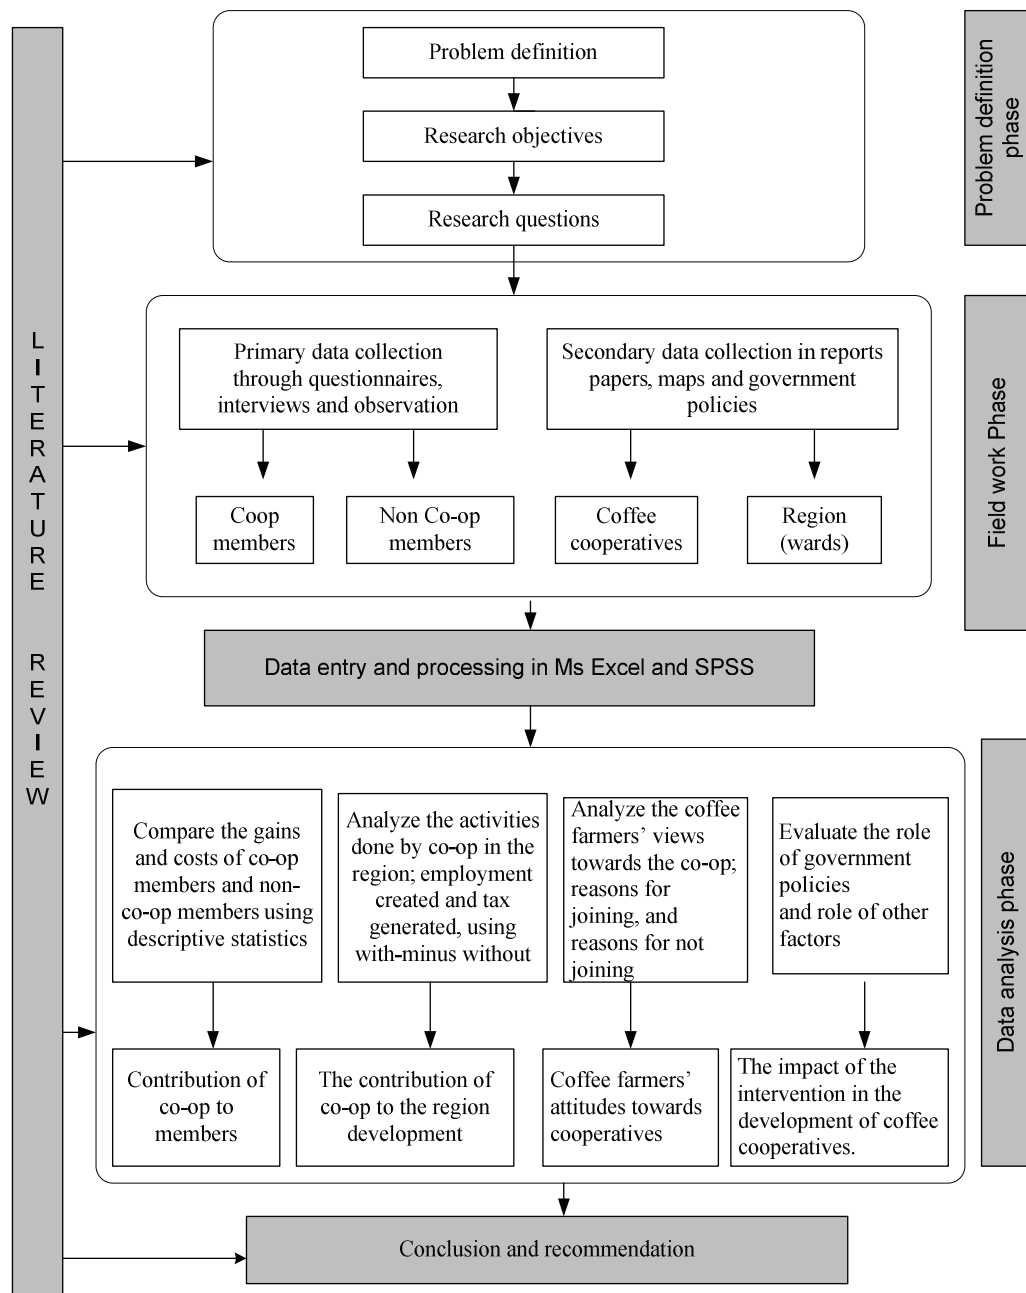 Problem definition
Research objectives
Research questions
Problem definition
phase
LITERATURE REVIEW
Primary data collection
through questionnaires,
interviews and observation
Secondary data collection in reports
papers, maps and government
policies
Coop
members
Non Co-op
members
Coffee
cooperatives
Region
(wards)
Field work Phase
Data entry and processing in Ms Excel and SPSS
Compare the gains
and costs of co-op
members and non-
co-op members using
descriptive statistics
Analyze the activities
done by co-op in the
region; employment
created and tax
generated, using
with-minus without
Analyze the coffee
farmers’ views
towards the co-op;
reasons for
joining, and
reasons for not
joining
Evaluate the role
of government
policies
and role of other
factors
Contribution of
co-op to
members
The contribution of
co-op to the region
development
Coffee farmers’
attitudes towards
cooperatives
The impact of the
intervention in the
development of coffee
cooperatives.
Data analysis phase
Conclusion and recommendation